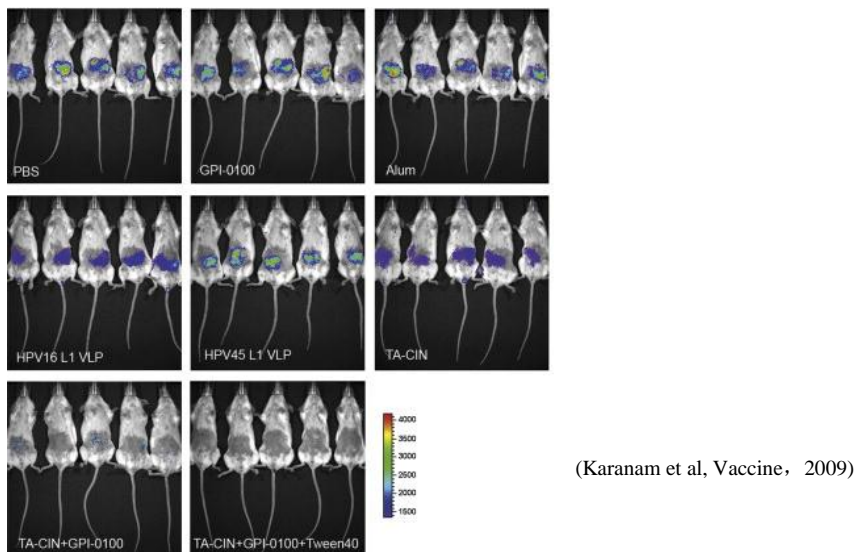 PBS
GPI-0100
Alum
HPV16 L1 VLP
HPV45 L1 VLP
TA-CIN
TA-CIN+GPI-0100
TA-CIN+GPI-0100+Tween40
4000
3500
3000
2500
2000
1500
(Karanam et al, Vaccine，2009)